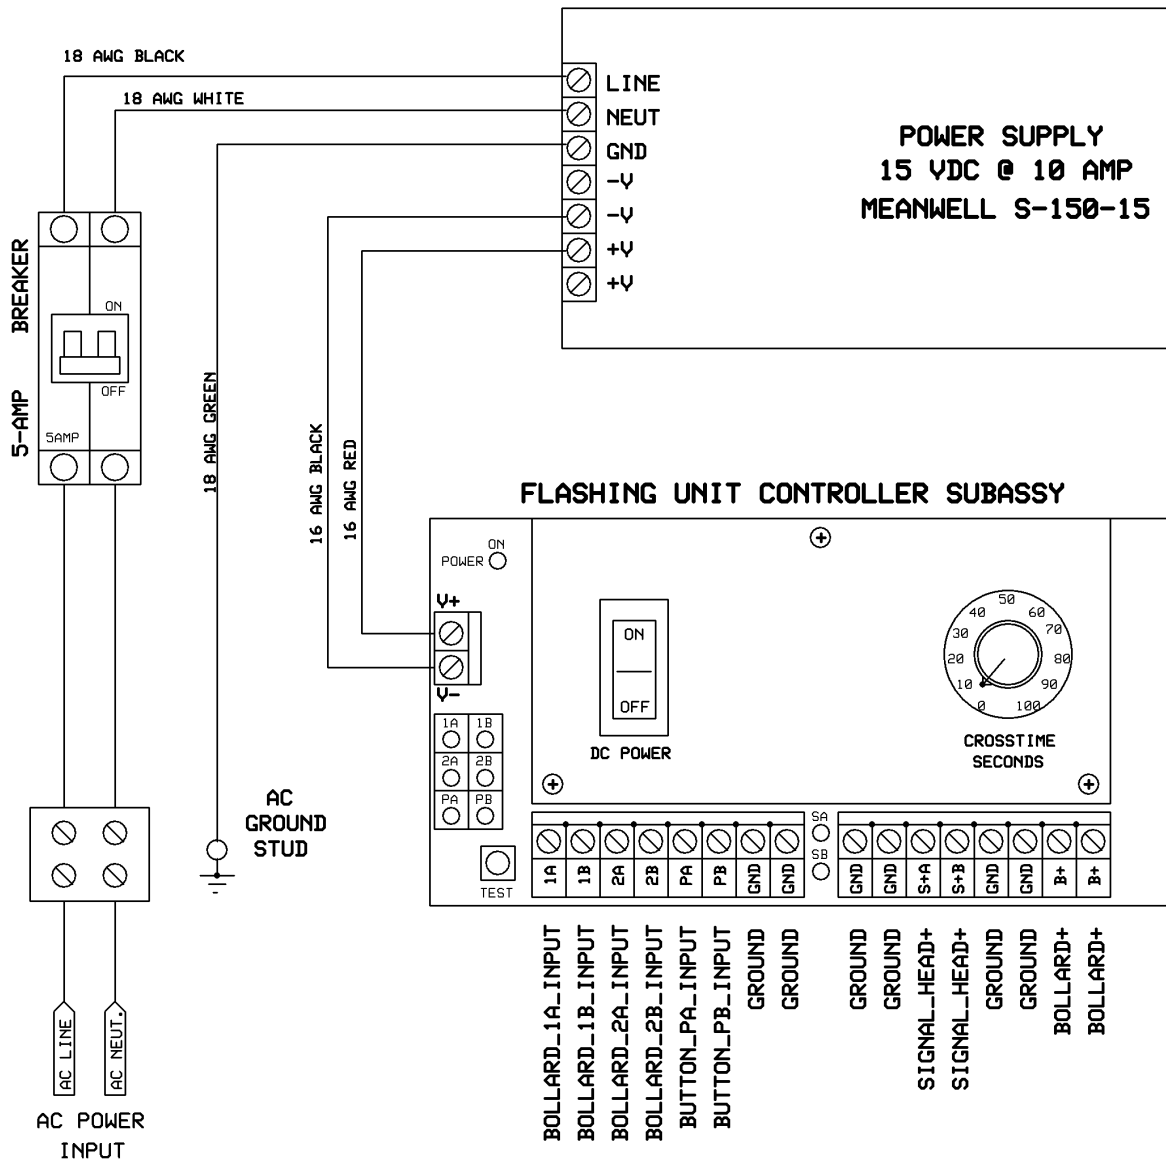 18 AWG BLACK
18 AWG WHITE
LINE
NEUT
GND
-V
-V
+V
+V
POWER SUPPLY
15 VDC @ 10 AMP
MEANWELL S-150-15
5-AMP BREAKER
ON
OFF
5AMP
18 AWG GREEN
16 AWG BLACK
16 AWG RED
FLASHING UNIT CONTROLLER SUBASSY
ON
POWER
V+
V-
ON
OFF
DC POWER
0
10
20
30
40
50
60
70
80
90
100
CROSSTIME
SECONDS
1A 1B
2A 2B
PA PB
TEST
AC
GROUND
STUD
SA
SB
1A
1B
2A
2B
PA
PB
GND
GND
GND
GND
S+A
S+B
GND
GND
B+
B+
BOLLARD_1A_INPUT
BOLLARD_1B_INPUT
BOLLARD_2A_INPUT
BOLLARD_2B_INPUT
BUTTON_PA_INPUT
BUTTON_PB_INPUT
GROUND
GROUND
GROUND
GROUND
SIGNAL_HEAD+
SIGNAL_HEAD+
GROUND
GROUND
BOLLARD+
BOLLARD+
AC LINE
AC NEUT.
AC POWER
INPUT